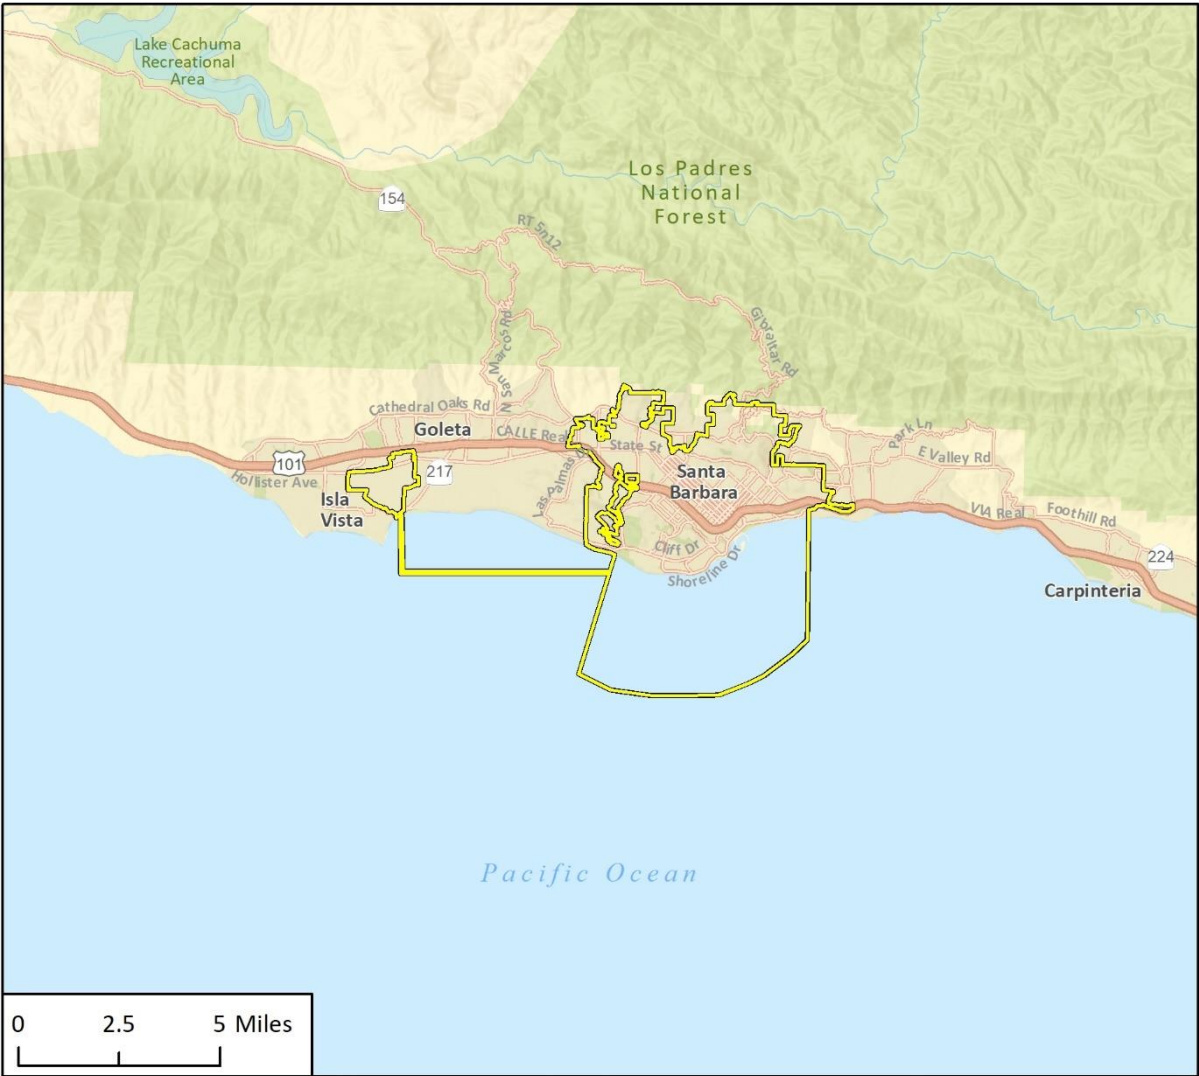 Lake Cachuma
Recreational
Area
Los Padres
National
Forest
154
RT 5n12
Gibraltar Rd
N San Marcos Rd
Cathedral Oaks Rd
Goleta
CALLE Real
State St
Park Ln
E Valley Rd
101
217
Hollister Ave
Isla
Vista
Las Palmas Dr
Santa
Barbara
VIA Real
Foothill Rd
Cliff Dr
Shoreline Dr
224
Carpinteria
Pacific Ocean
0 2.5 5 Miles